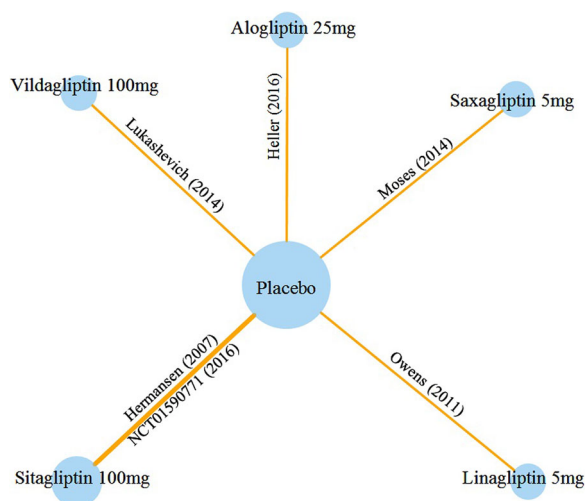 Alogliptin 25mg
Vildagliptin 100mg
Saxagliptin 5mg
Lukashevich (2014)
Heller (2016)
Moses (2014)
Placebo
Hermansen (2007)
NCT01590771 (2016)
Owens (2011)
Sitagliptin 100mg
Linagliptin 5mg